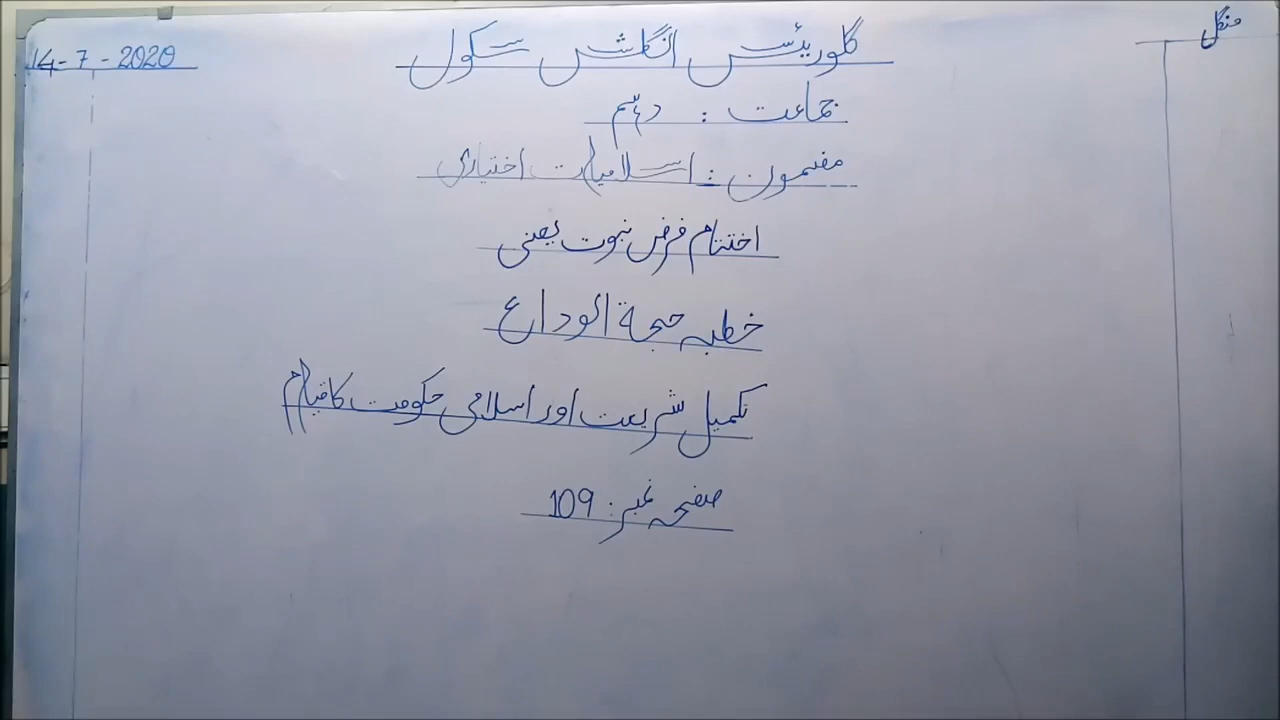 منگل
14-7-2020
گلوریئس انگلش سکول
جماعت : دہم
مضمون : اسلامیات اختیاری
اختتام فرض نبوت یعنی
خطبہ حجۃ الوداع
تکمیل شریعت اور اسلامی حکومت کا قیام
صفحہ نمبر : 109